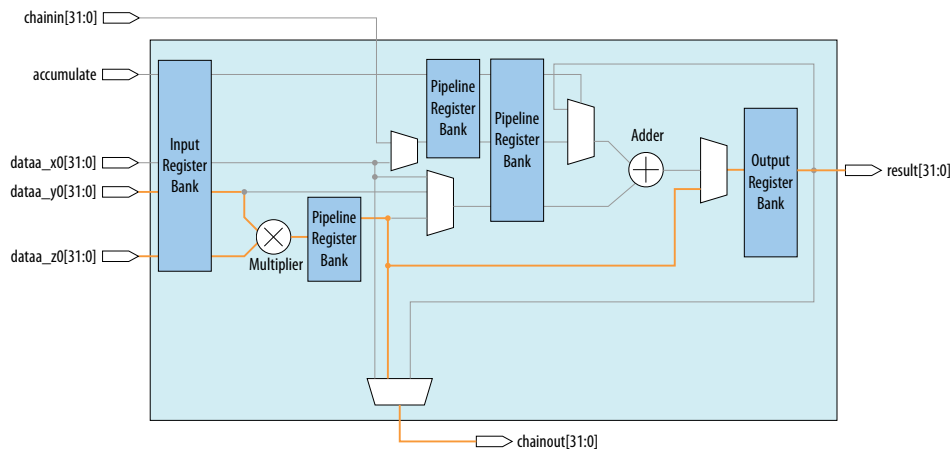 chainin[31:0]
accumulate
dataa_x0[31:0]
dataa_y0[31:0]
dataa_z0[31:0]
Input
Register
Bank
Multiplier
Pipeline
Register
Bank
Pipeline
Register
Bank
Pipeline
Register
Bank
Adder
Output
Register
Bank
result[31:0]
chainout[31:0]